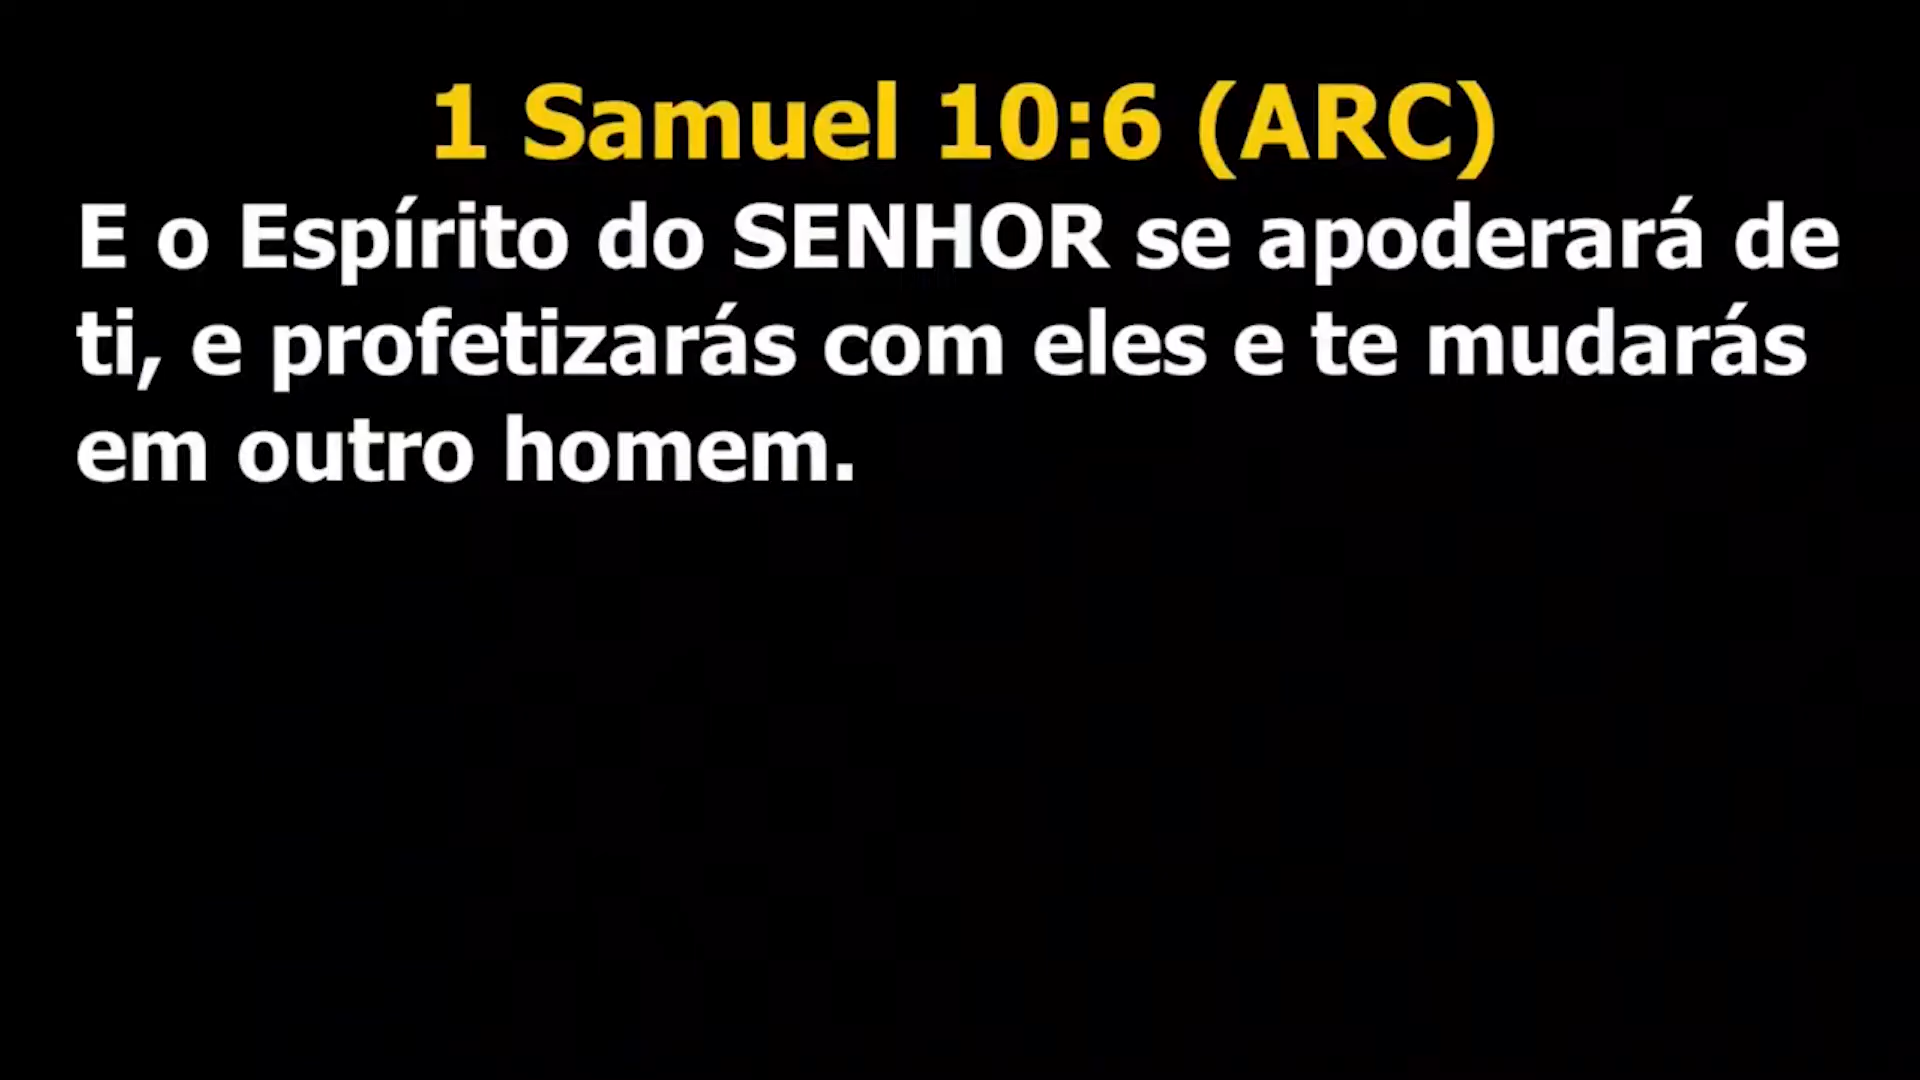 1 Samuel 10:6 (ARC)
E o Espírito do SENHOR se apoderará de
ti, e profetizarás com eles e te mudarás
em outro homem.